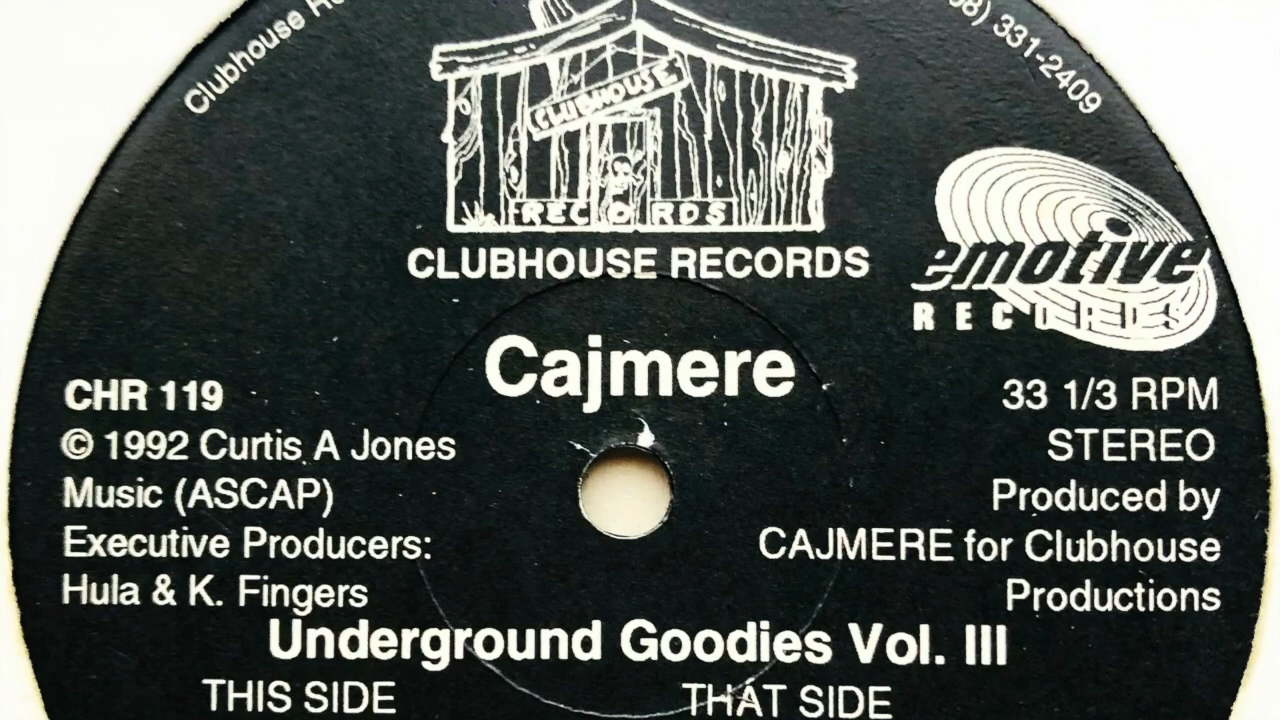 Clubhouse
331-2409
CLUBHOUSE
RECORDS
CLUBHOUSE RECORDS
emotive
RECORDS
Cajmere
CHR 119
© 1992 Curtis A Jones
Music (ASCAP)
Executive Producers:
Hula & K. Fingers
33 1/3 RPM
STEREO
Produced by
CAJMERE for Clubhouse
Productions
Underground Goodies Vol. III
THIS SIDE
THAT SIDE